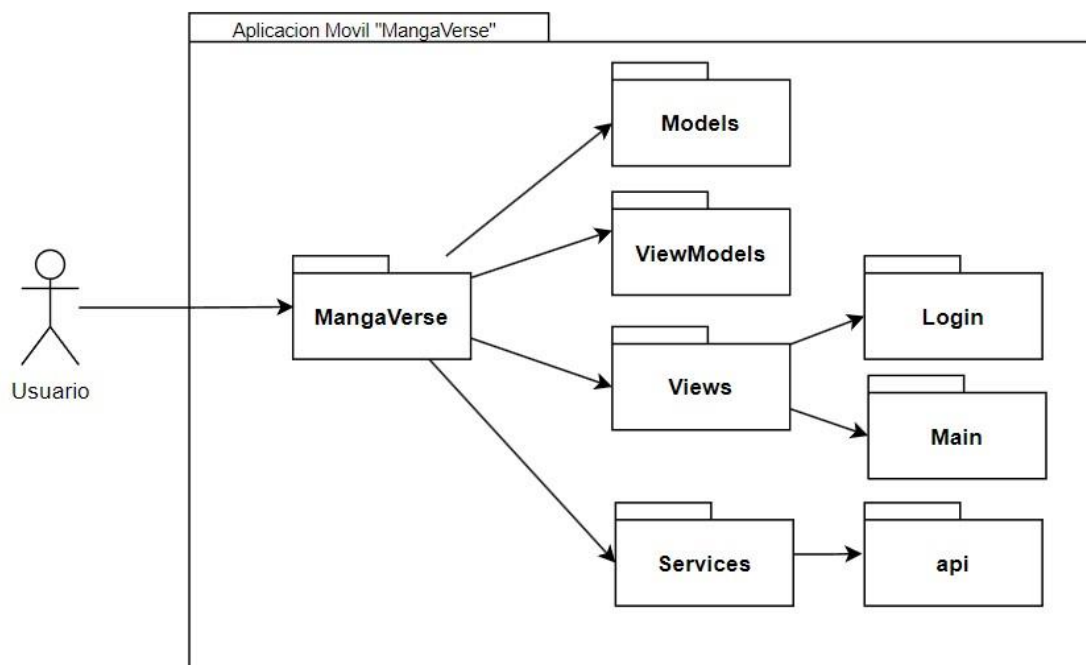 Aplicacion Movil "MangaVerse"
Models
ViewModels
MangaVerse
Login
Views
Usuario
Main
Services
api